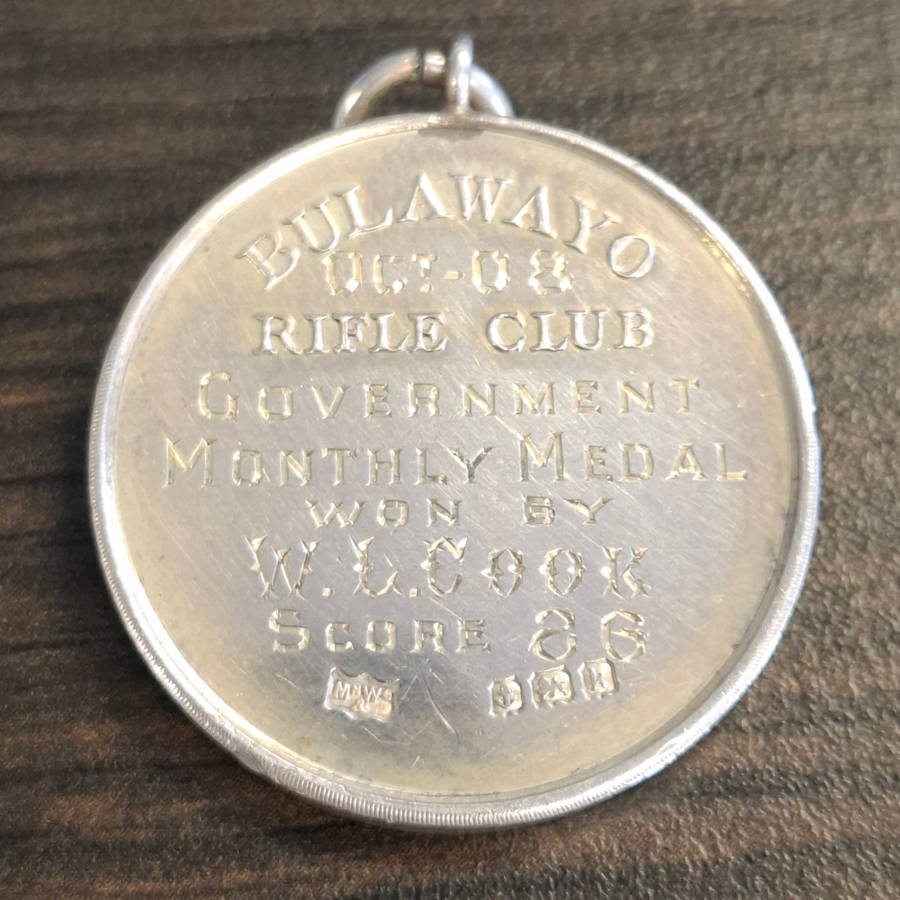 BULAWAYO
OCT-08
RIFLE CLUB
GOVERNMENT
MONTHLY MEDAL
WON BY
W. L. COOK
SCORE 86